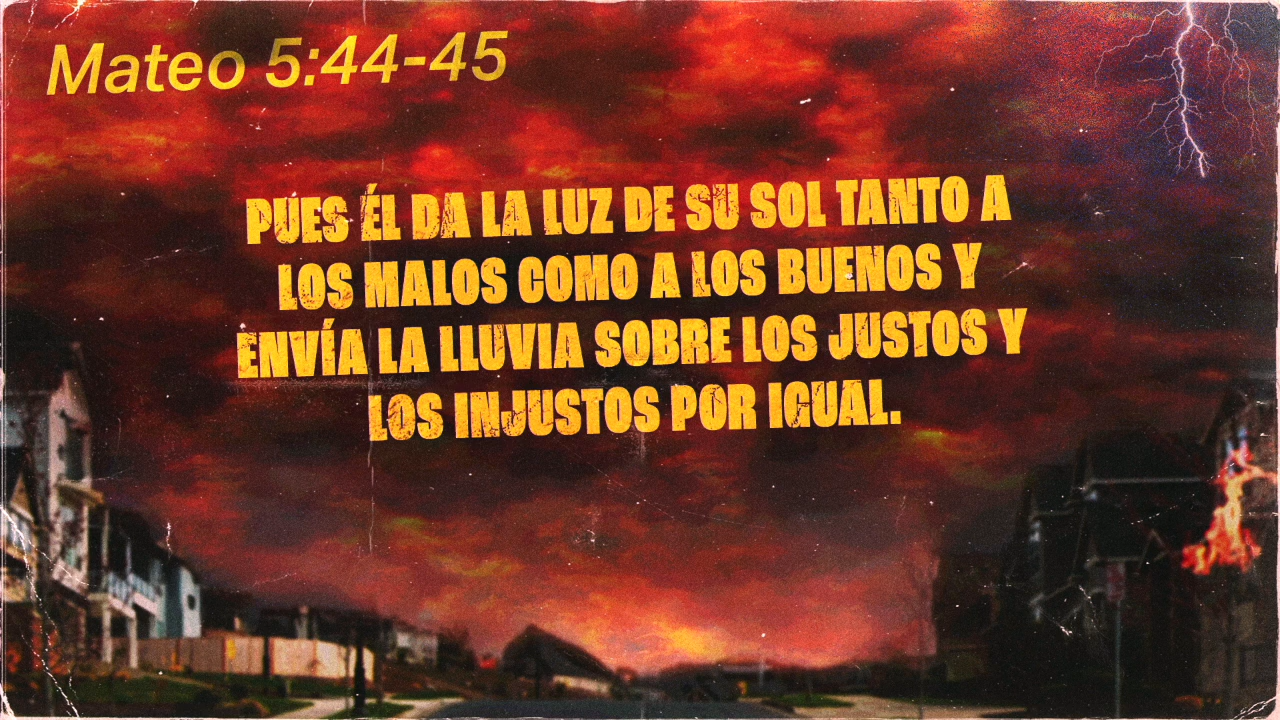 Mateo 5:44-45
PUES ÉL DA LA LUZ DE SU SOL TANTO A
LOS MALOS COMO A LOS BUENOS Y
ENVÍA LA LLUVIA SOBRE LOS JUSTOS Y
LOS INJUSTOS POR IGUAL.